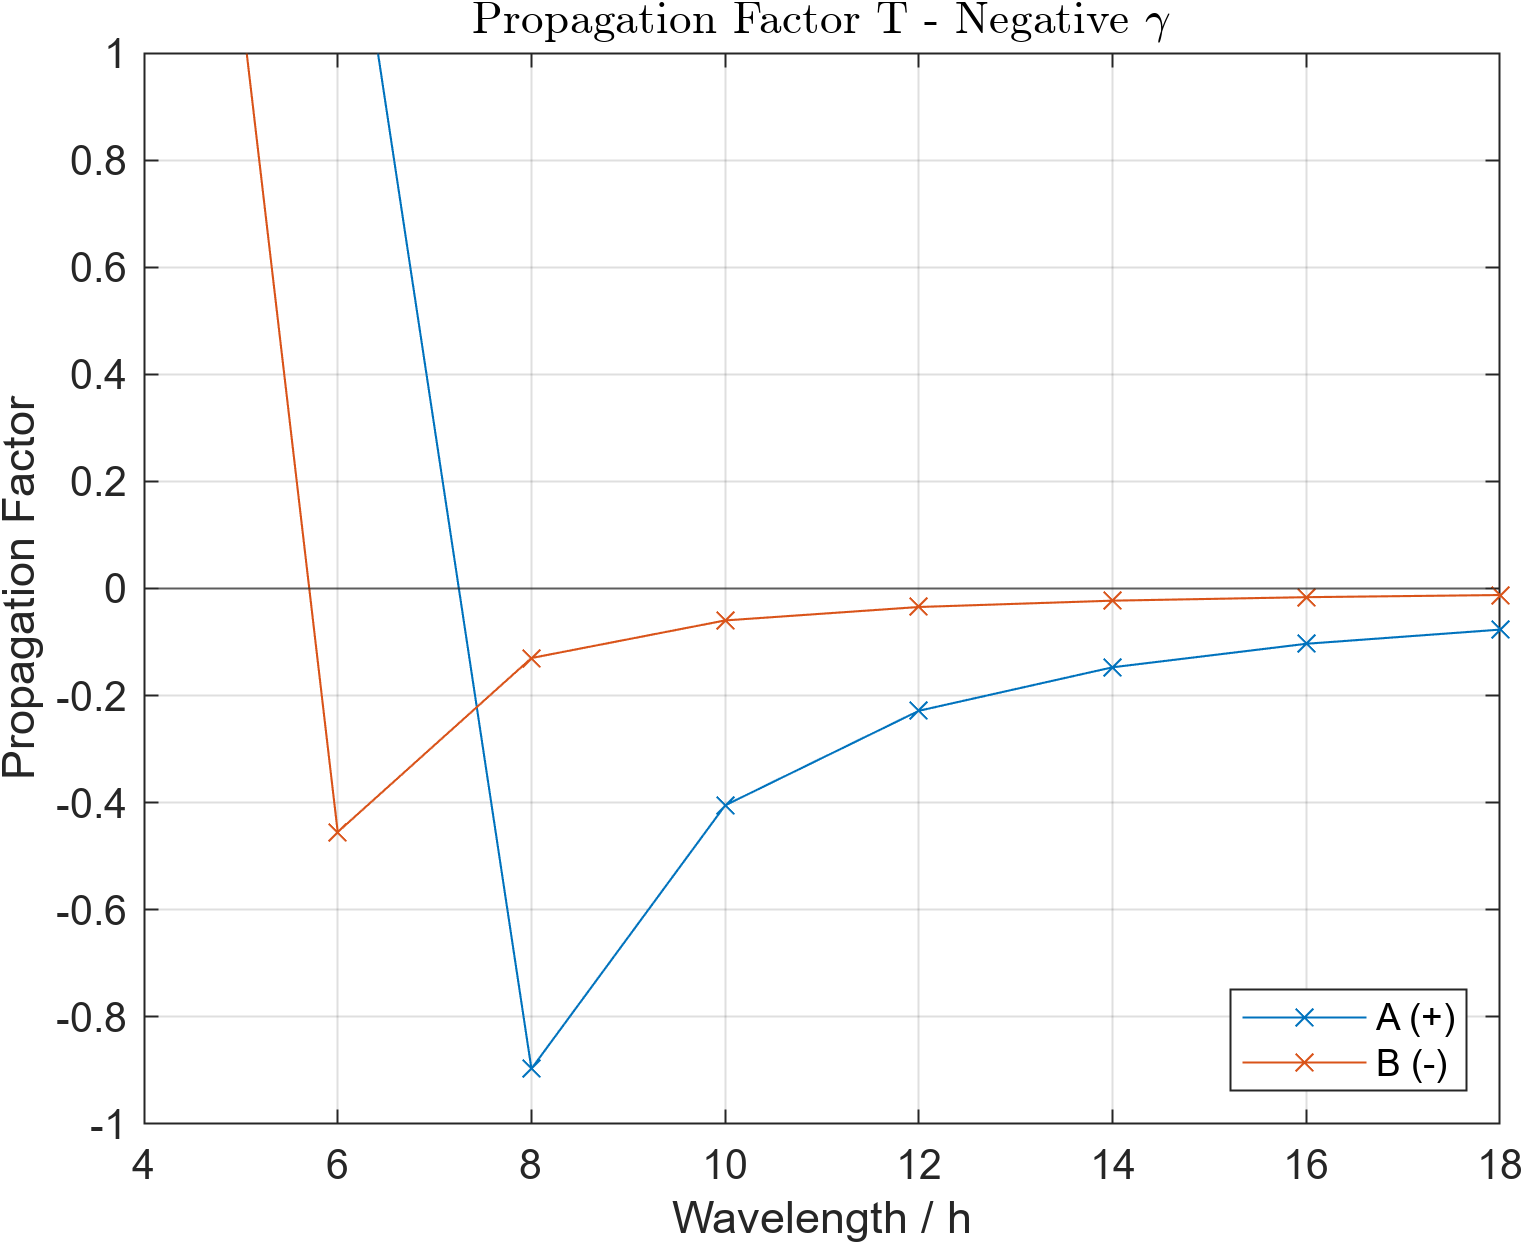 Propagation Factor T - Negative γ
1
0.8
0.6
0.4
0.2
0
-0.2
-0.4
-0.6
-0.8
-1
Propagation Factor
4 6 8 10 12 14 16 18
Wavelength / h
A (+)
B (-)